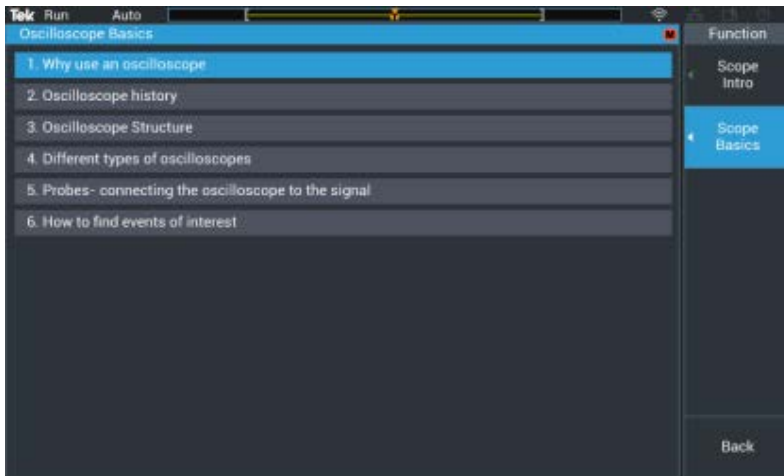 Tek Run Auto
Oscilloscope Basics
M
Function
1. Why use an oscilloscope
2. Oscilloscope history
3. Oscilloscope Structure
4. Different types of oscilloscopes
5. Probes- connecting the oscilloscope to the signal
6. How to find events of interest
Scope
Intro
Scope
Basics
Back